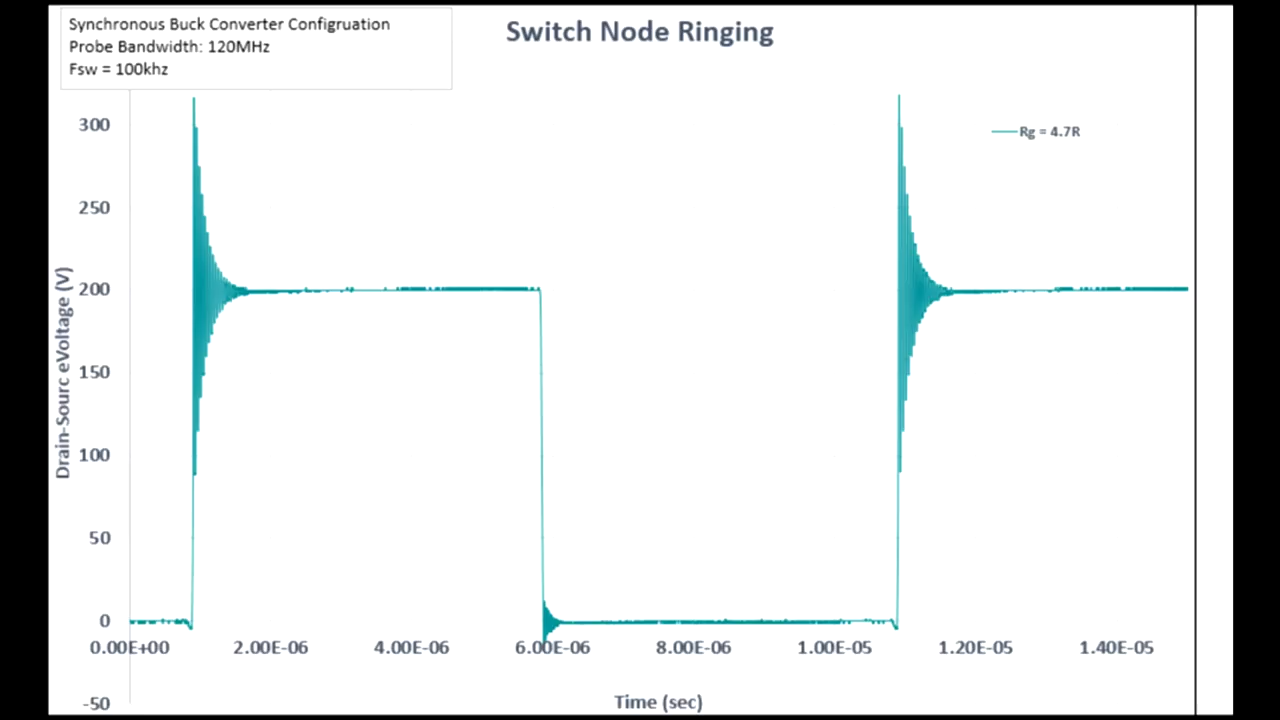 Synchronous Buck Converter Configruation
Probe Bandwidth: 120MHz
Fsw = 100khz
Switch Node Ringing
Rg = 4.7R
300
250
200
150
100
50
0
-50
Drain-Sourc eVoltage (V)
0.00E+00 2.00E-06 4.00E-06 6.00E-06 8.00E-06 1.00E-05 1.20E-05 1.40E-05
Time (sec)